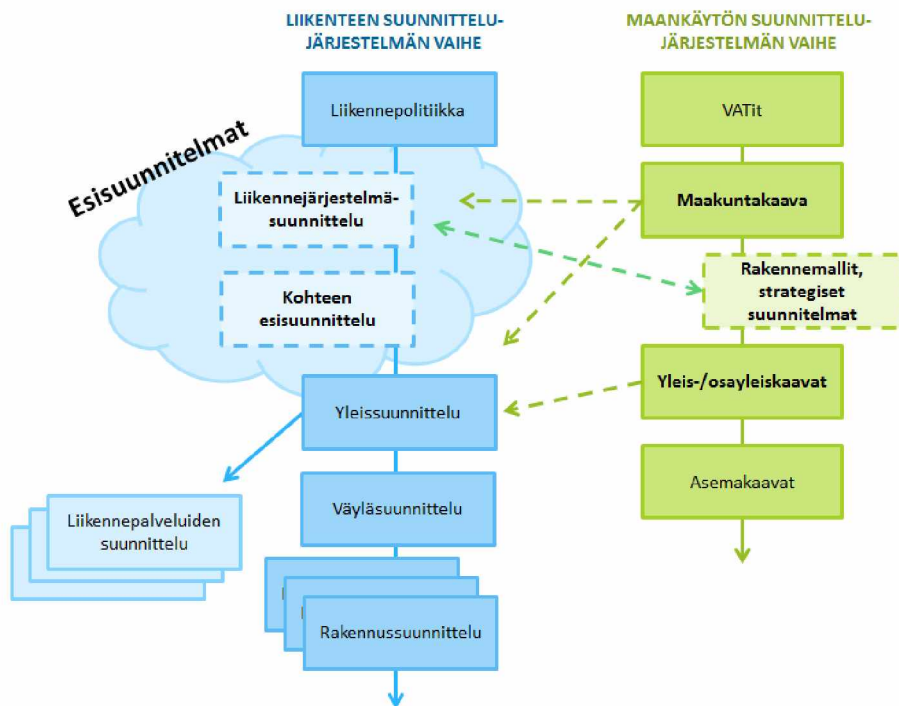 LIIKENTEEN SUUNNITTELU-
JÄRJESTELMÄN VAIHE
MAANKÄYTÖN SUUNNITTELU-
JÄRJESTELMÄN VAIHE
Esisuunnitelmat
Liikennepolitiikka
Liikennejärjestelmä-
suunnittelu
Kohteen
esisuunnittelu
Yleissuunnittelu
Liikennepalveluiden
suunnittelu
Väyläsuunnittelu
Rakennussuunnittelu
VATit
Maakuntakaava
Rakennemallit,
strategiset
suunnitelmat
Yleis-/osayleiskaavat
Asemakaavat